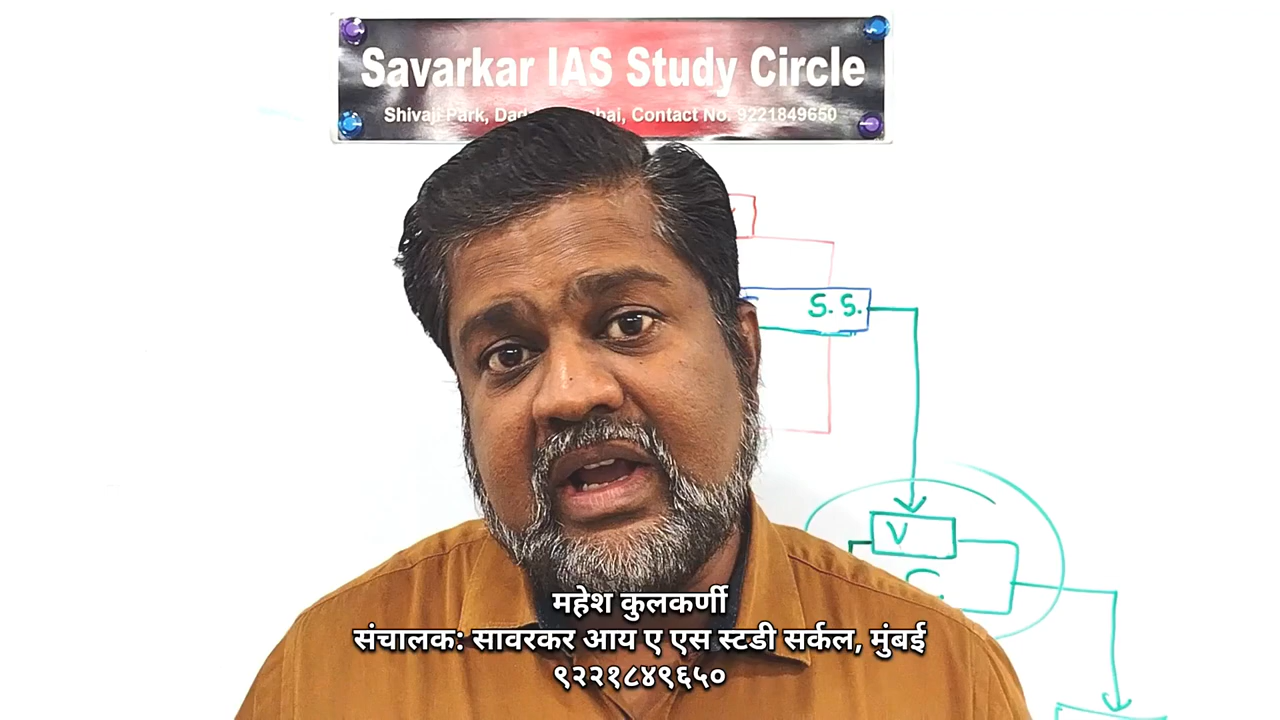 Savarkar IAS Study Circle
Shivaji Park, Contact No. 9221849650
S. S.
V
महेश कुलकर्णी
संचालक: सावरकर आय ए एस स्टडी सर्कल, मुंबई
९२२१८४९६५०